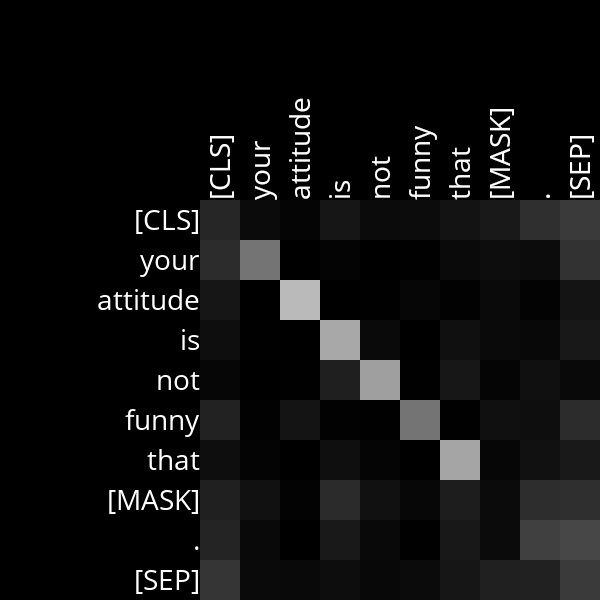 [CLS] your attitude is not funny that [MASK] . [SEP]
[CLS]
your
attitude
is
not
funny
that
[MASK]
.
[SEP]